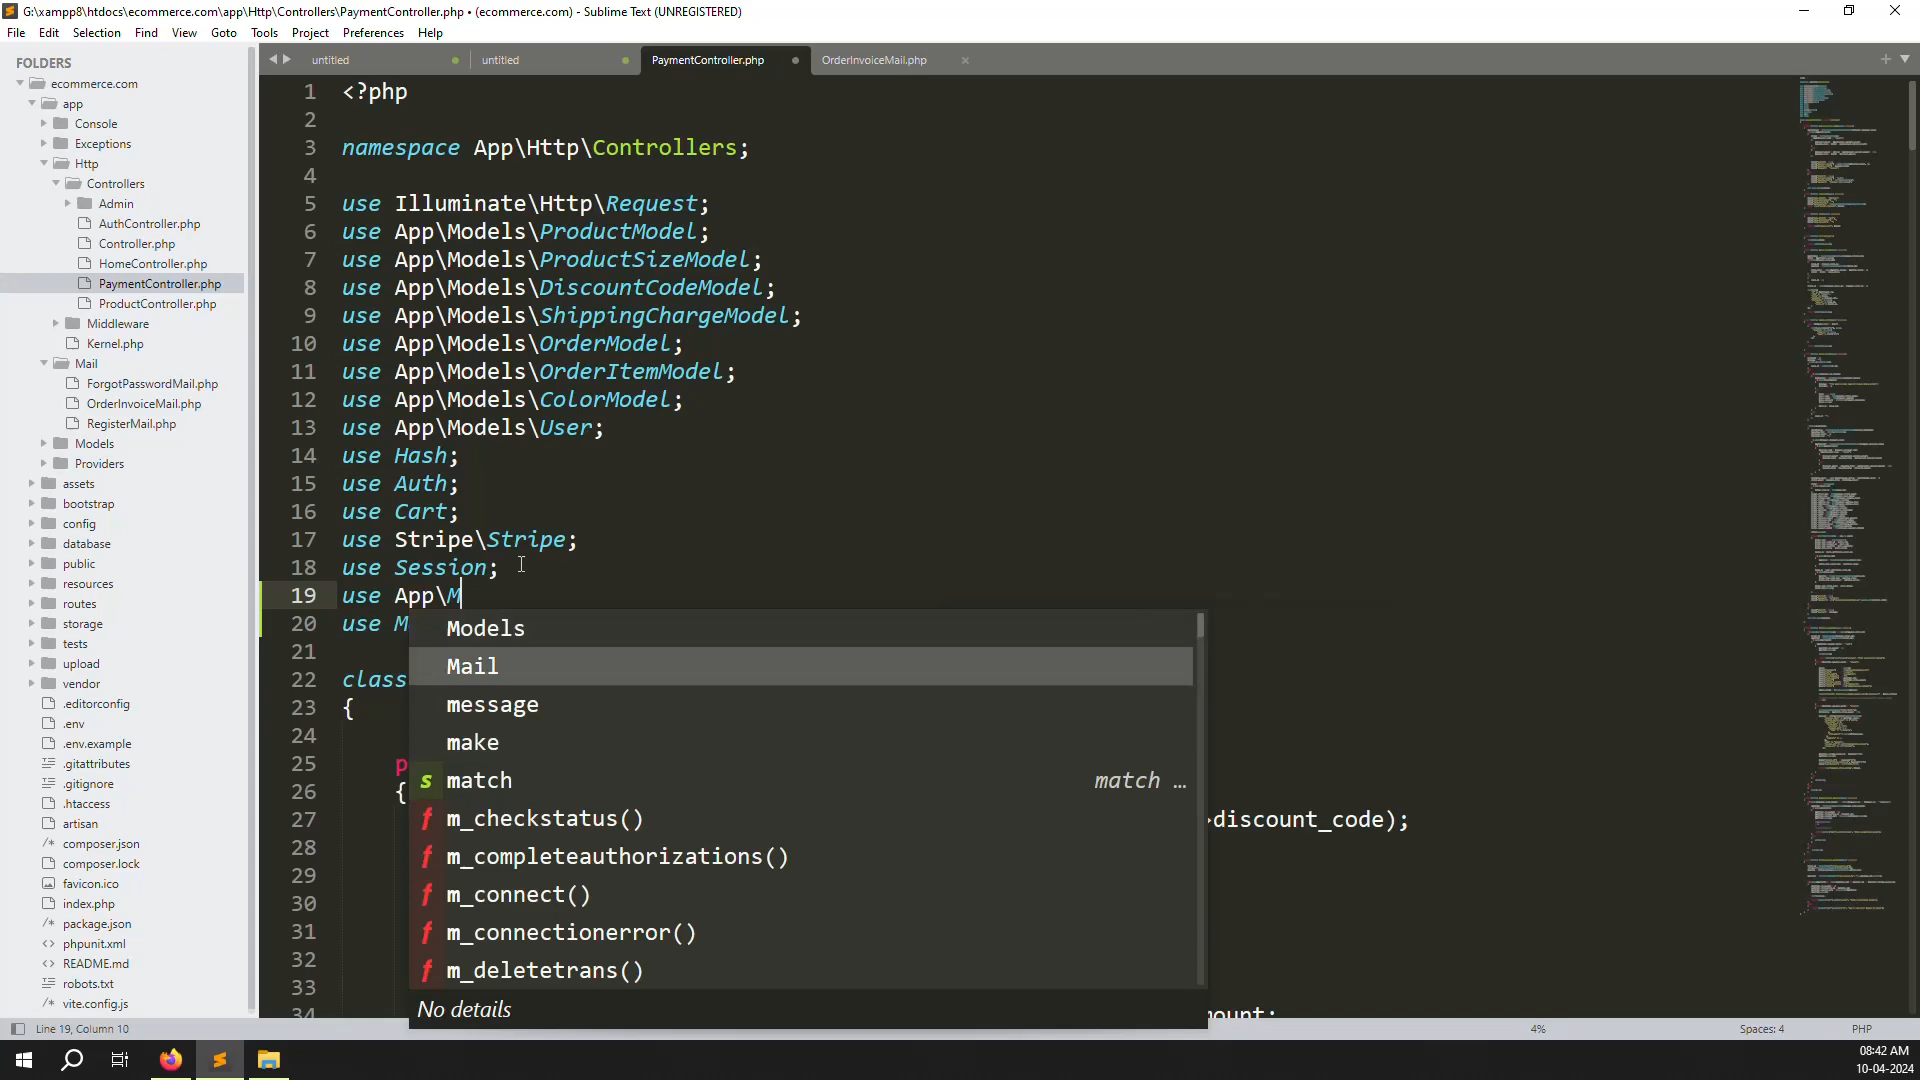 G:\xampp8\htdocs\ecommerce.com\app\Http\Controllers\PaymentController.php • (ecommerce.com) - Sublime Text (UNREGISTERED)
File Edit Selection Find View Goto Tools Project Preferences Help
FOLDERS
ecommerce.com
app
Console
Exceptions
Http
Controllers
Admin
AuthController.php
Controller.php
HomeController.php
PaymentController.php
ProductController.php
Middleware
Kernel.php
Mail
ForgotPasswordMail.php
OrderInvoiceMail.php
RegisterMail.php
Models
Providers
assets
bootstrap
config
database
public
resources
routes
storage
tests
upload
vendor
.editorconfig
.env
.env.example
.gitattributes
.gitignore
.htaccess
artisan
composer.json
composer.lock
favicon.ico
index.php
package.json
phpunit.xml
README.md
robots.txt
vite.config.js
untitled untitled PaymentController.php OrderInvoiceMail.php
1 <?php
2
3 namespace App\Http\Controllers;
4
5 use Illuminate\Http\Request;
6 use App\Models\ProductModel;
7 use App\Models\ProductSizeModel;
8 use App\Models\DiscountCodeModel;
9 use App\Models\ShippingChargeModel;
10 use App\Models\OrderModel;
11 use App\Models\OrderItemModel;
12 use App\Models\ColorModel;
13 use App\Models\User;
14 use Hash;
15 use Auth;
16 use Cart;
17 use Stripe\Stripe;
18 use Session;
19 use App\M
20 use M
21
22 class
23 {
24
25 p
26 {
27 >discount_code);
28
29
30
31
32
33
34 mount;
Models
Mail
message
make
s match match ...
f m_checkstatus()
f m_completeauthorizations()
f m_connect()
f m_connectionerror()
f m_deletetrans()
No details
Line 19, Column 10 4% Spaces: 4 PHP
08:42 AM
10-04-2024